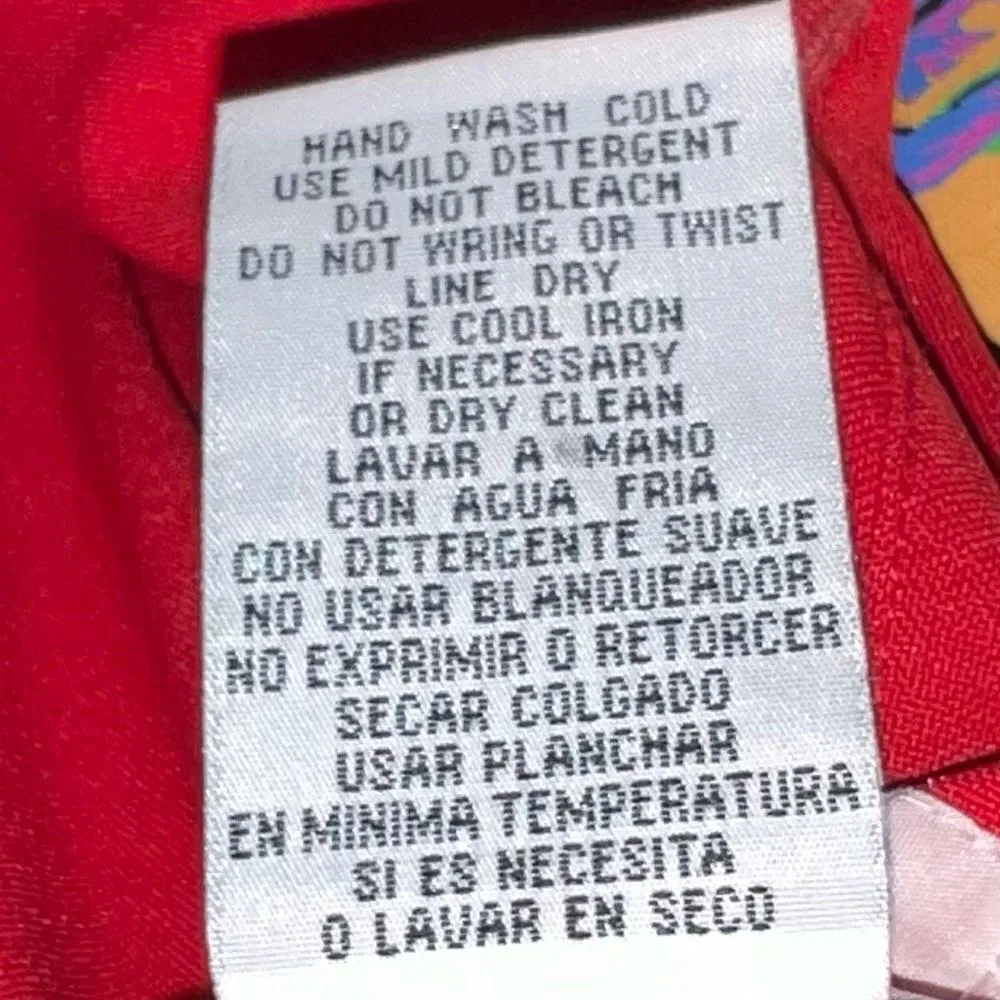 HAND WASH COLD
USE MILD DETERGENT
DO NOT BLEACH
DO NOT WRING OR TWIST
LINE DRY
USE COOL IRON
IF NECESSARY
OR DRY CLEAN
LAVAR A MANO
CON AGUA FRIA
CON DETERGENTE SUAVE
NO USAR BLANQUEADOR
NO EXPRIMIR O RETORCER
SECAR COLGADO
USAR PLANCHAR
EN MINIMA TEMPERATURA
SI ES NECESITA
O LAVAR EN SECO